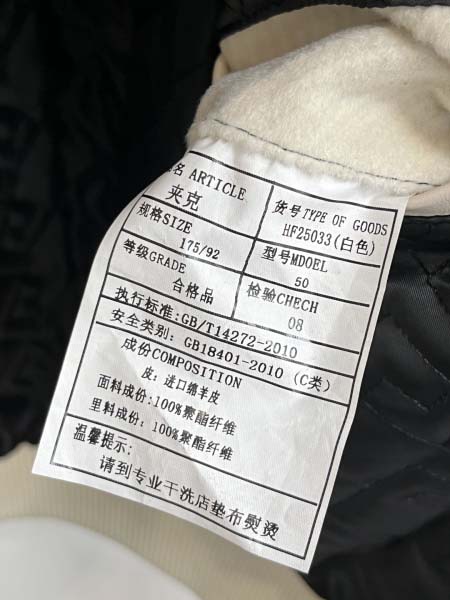 名 ARTICLE
夹克
货号 TYPE OF GOODS
HF25033(白色)
规格SIZE
175/92
型号MDOEL
50
等级GRADE
合格品
检验CHECH
08
执行标准:GB/T14272-2010
安全类别: GB18401-2010 (C类)
成份COMPOSITION
皮: 进口绵羊皮
面料成份:100%聚酯纤维
里料成份: 100%聚酯纤维
温馨提示:
请到专业干洗店垫布熨烫